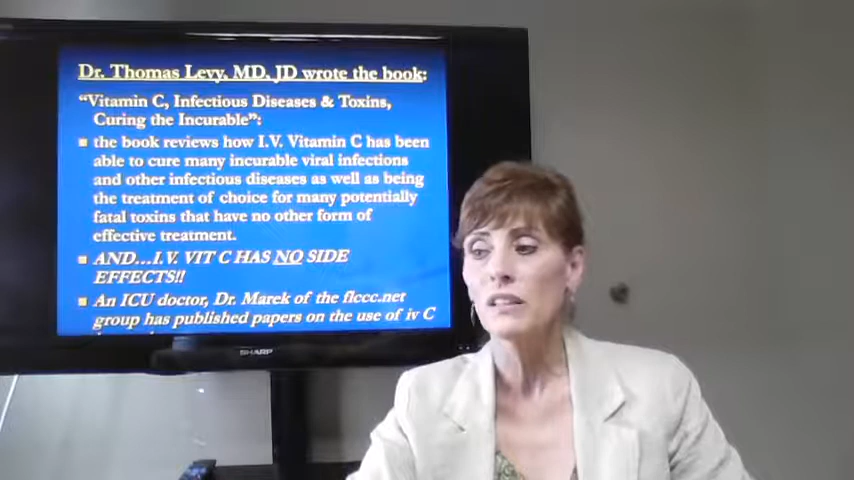 Dr. Thomas Levy, MD, JD wrote the book:
"Vitamin C, Infectious Diseases & Toxins,
Curing the Incurable":
the book reviews how I.V. Vitamin C has been
able to cure many incurable viral infections
and other infectious diseases as well as being
the treatment of choice for many potentially
fatal toxins that have no other form of
effective treatment.
AND…I.V. VIT C HAS NO SIDE
EFFECTS!!
An ICU doctor, Dr. Marek of the flccc.net
group has published papers on the use of iv C
SHARP